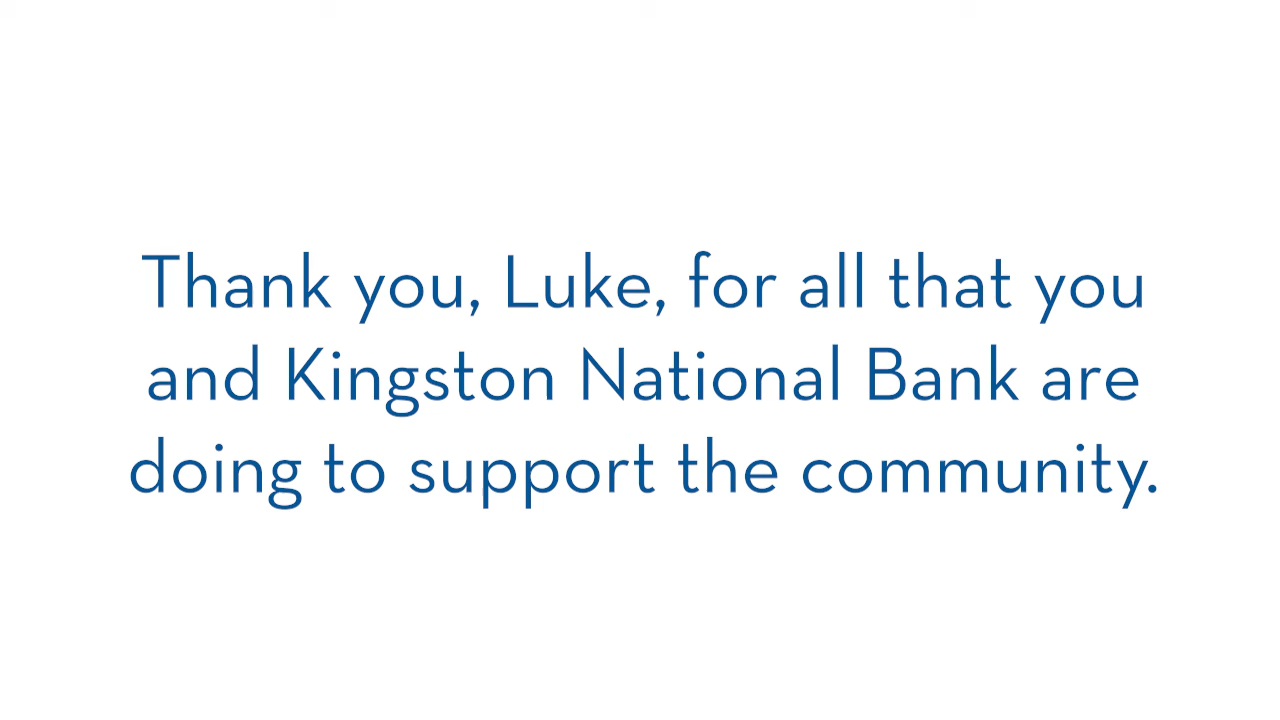 Thank you, Luke, for all that you
and Kingston National Bank are
doing to support the community.